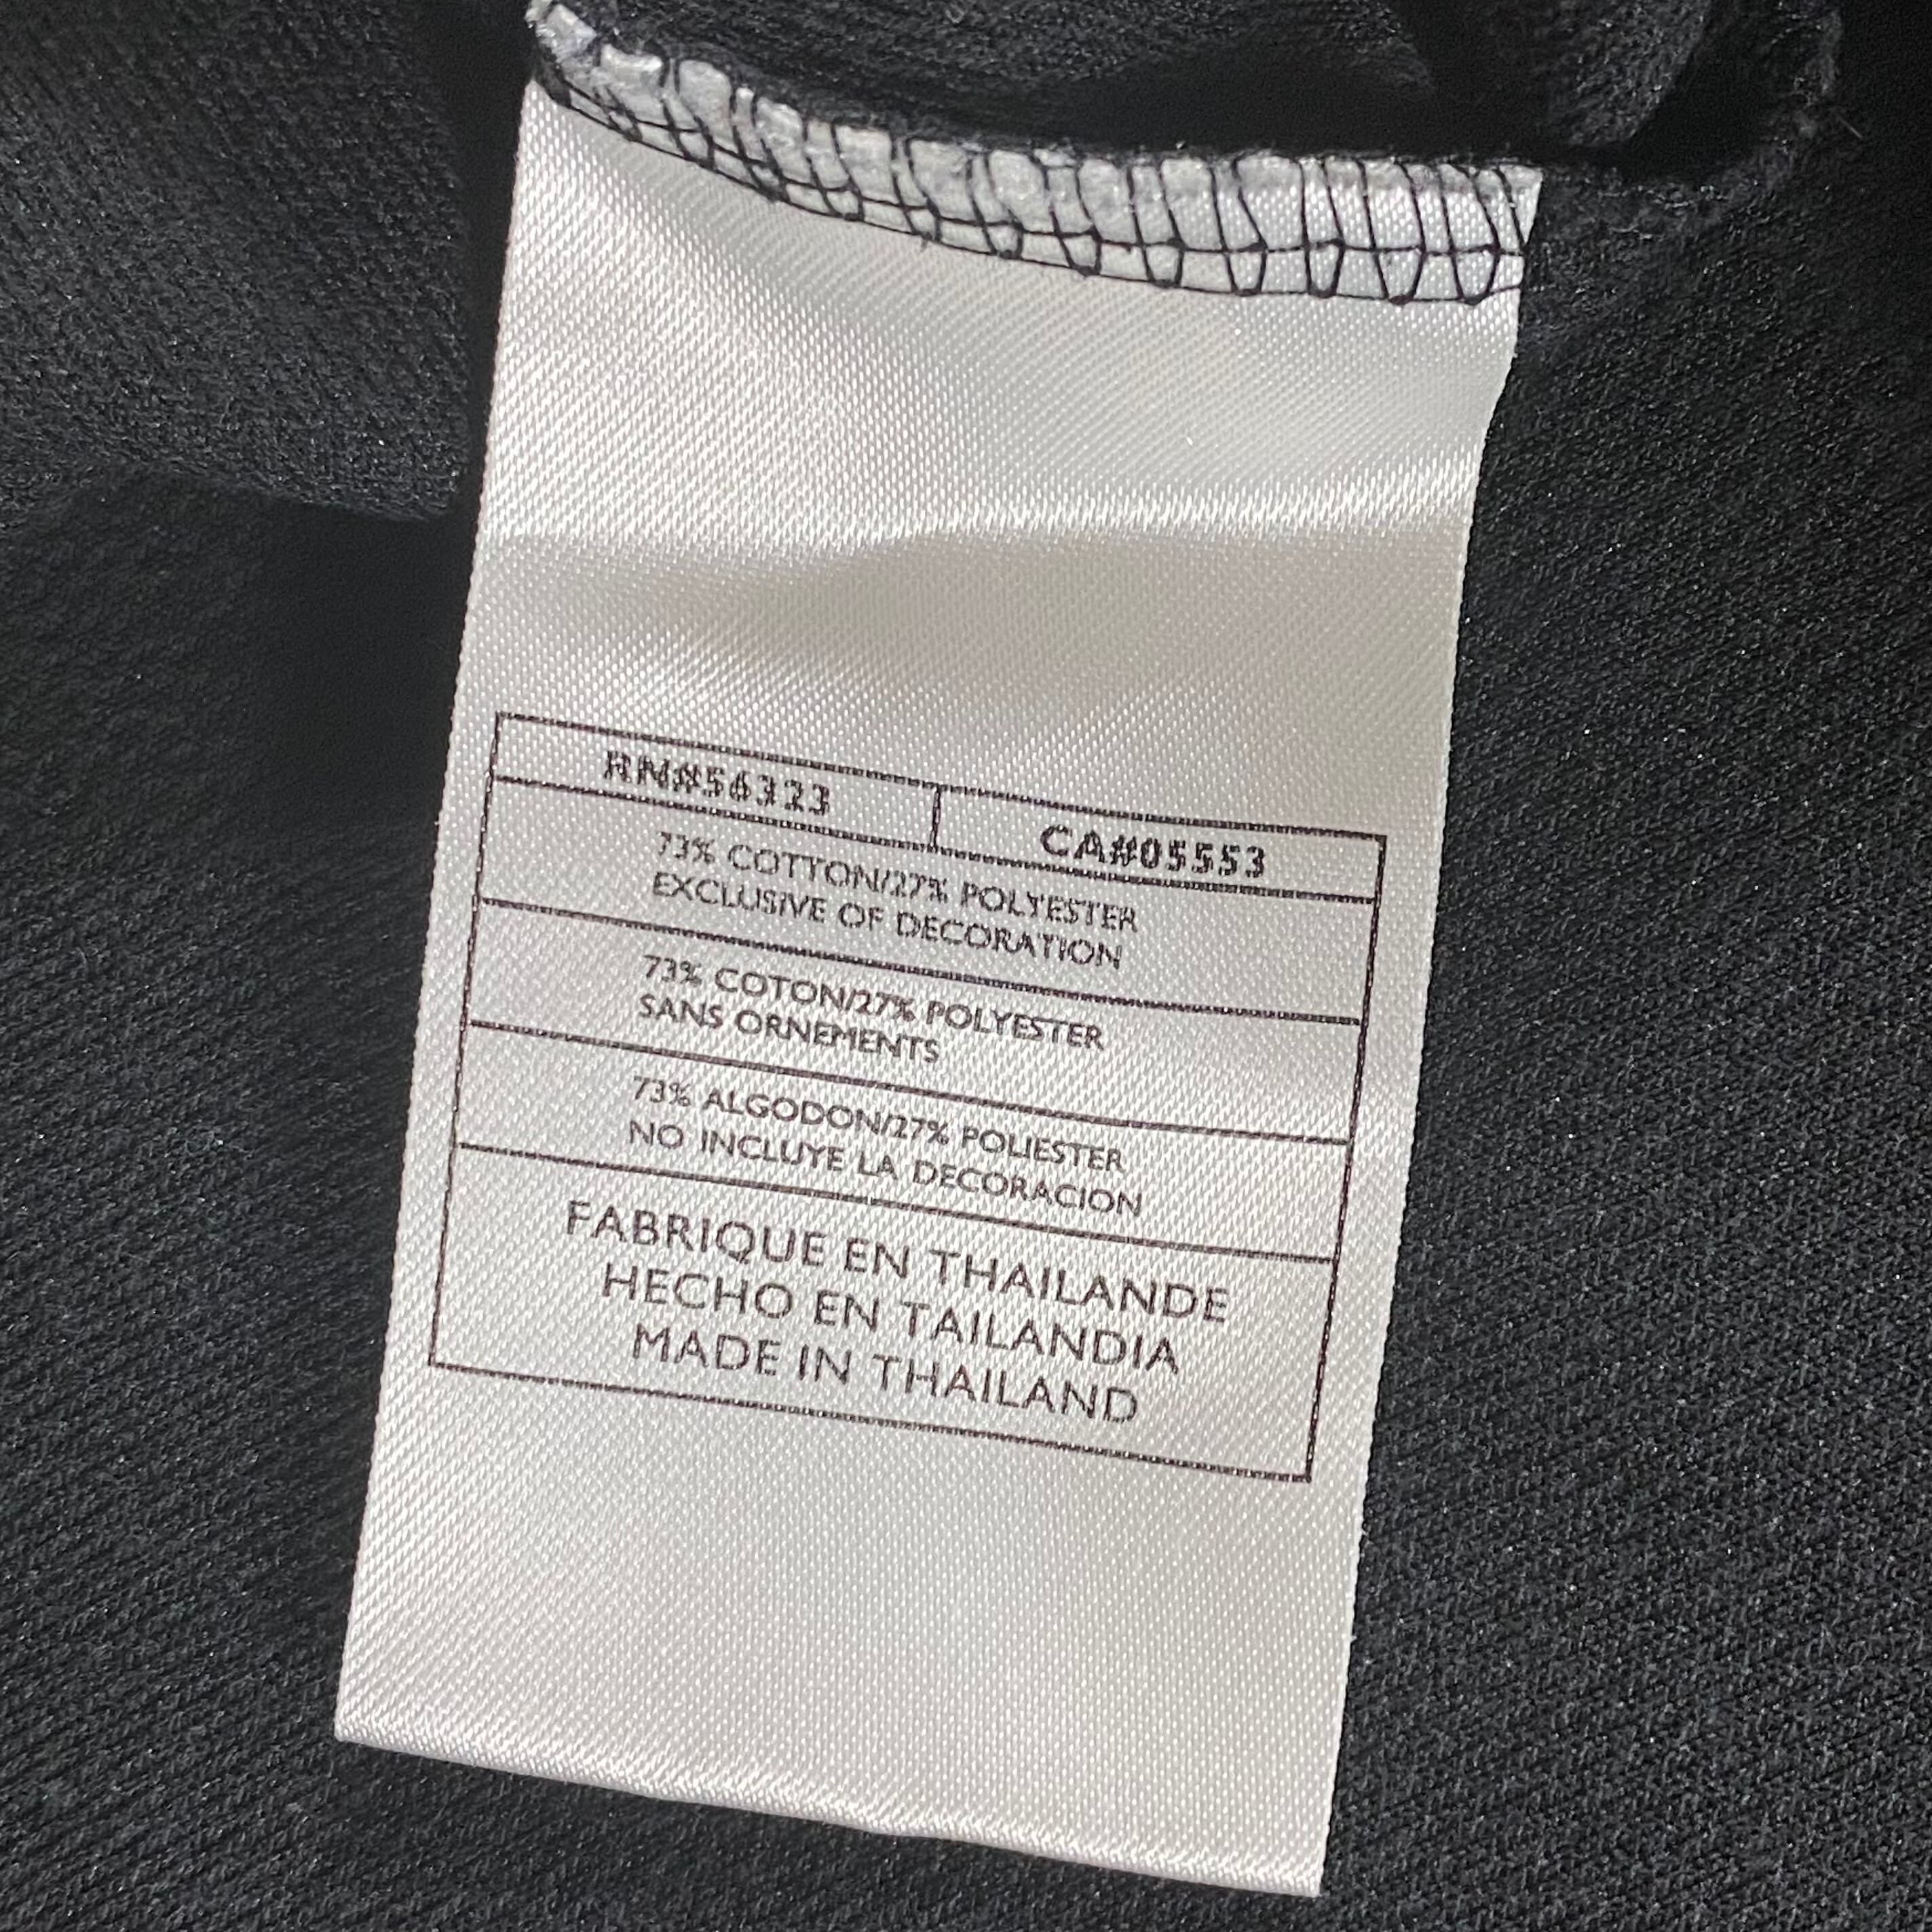 RN#56323
CA#05553
73% COTTON/27% POLYESTER
EXCLUSIVE OF DECORATION
73% COTON/27% POLYESTER
SANS ORNEMENTS
73% ALGODON/27% POLIESTER
NO INCLUYE LA DECORACION
FABRIQUE EN THAILANDE
HECHO EN TAILANDIA
MADE IN THAILAND